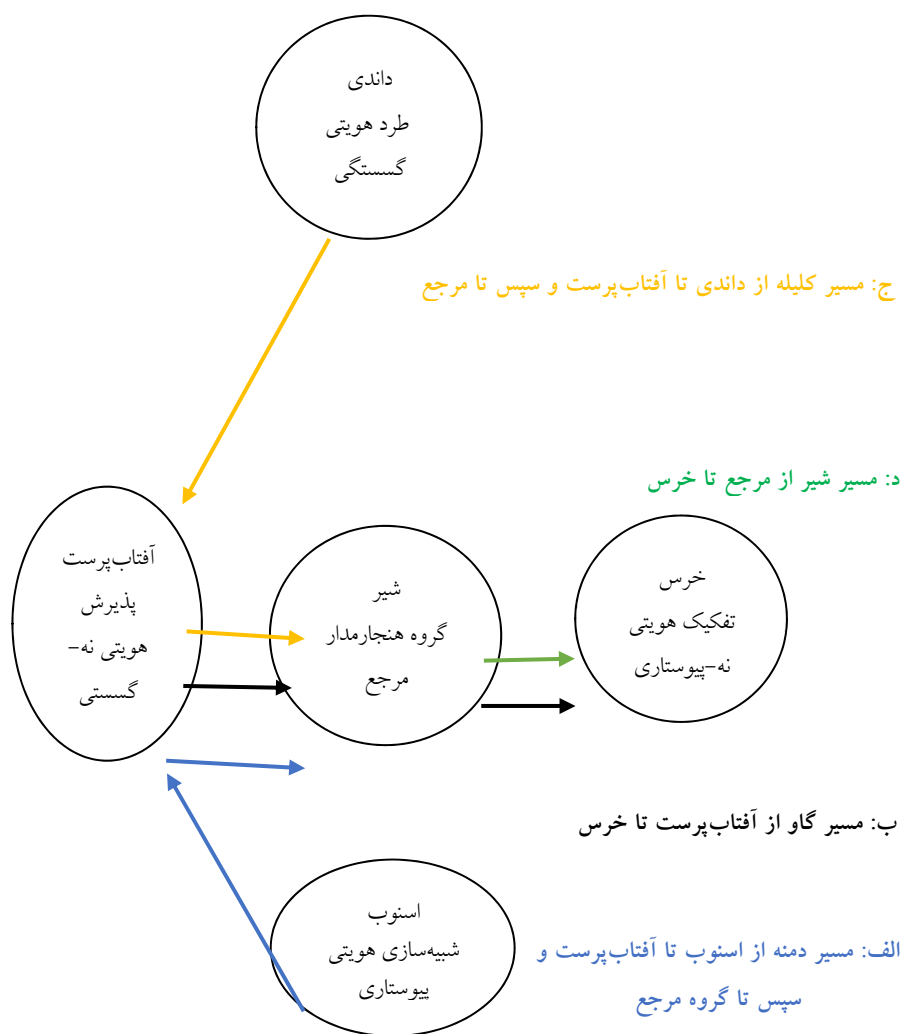 داندی
طرد هویتی
گسستگی
ج: مسیر کلیله از داندی تا آفتاب‌پرست و سپس تا مرجع
د: مسیر شیر از مرجع تا خرس
آفتاب‌پرست
پذیرش
هویتی نه-
گسستی
شیر
گروه هنجارمدار
مرجع
خرس
تفکیک هویتی
نه-پیوستاری
ب: مسیر گاو از آفتاب‌پرست تا خرس
اسنوب
شبیه‌سازی هویتی
پیوستاری
الف: مسیر دمنه از اسنوب تا آفتاب‌پرست و
سپس تا گروه مرجع